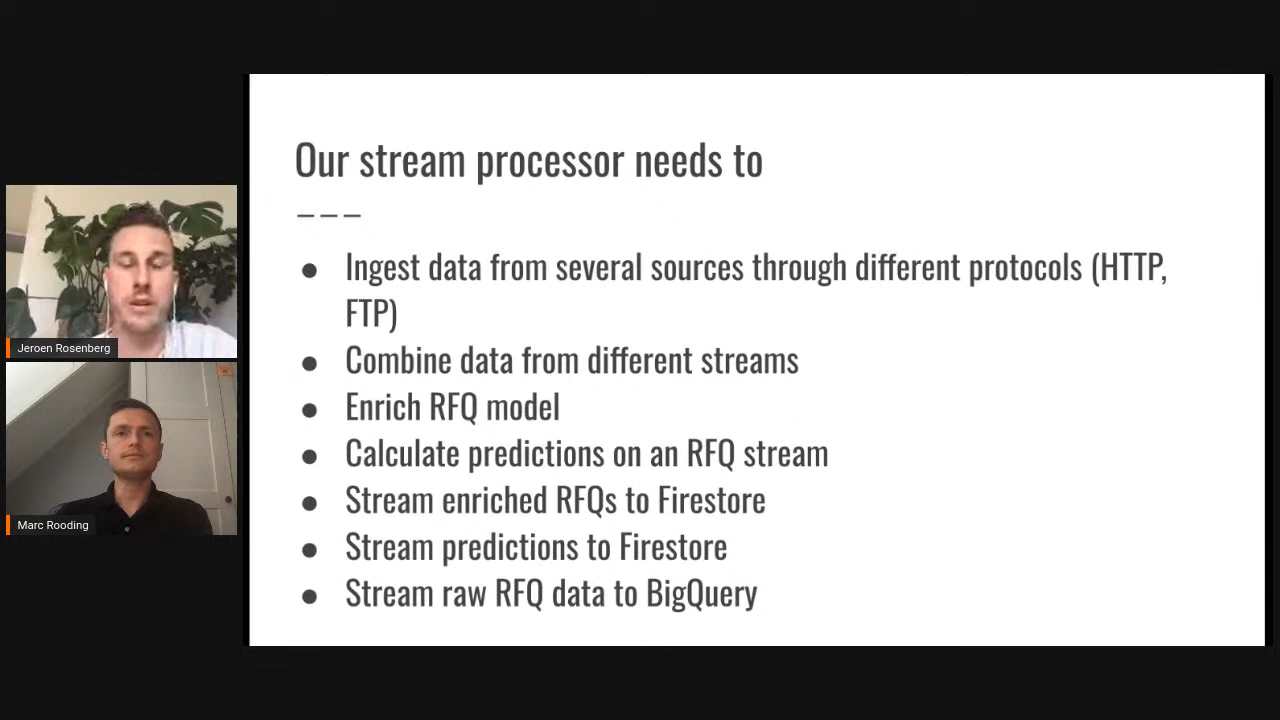 Our stream processor needs to
---
● Ingest data from several sources through different protocols (HTTP,
FTP)
● Combine data from different streams
● Enrich RFQ model
● Calculate predictions on an RFQ stream
● Stream enriched RFQs to Firestore
● Stream predictions to Firestore
● Stream raw RFQ data to BigQuery
Jeroen Rosenberg
Marc Rooding